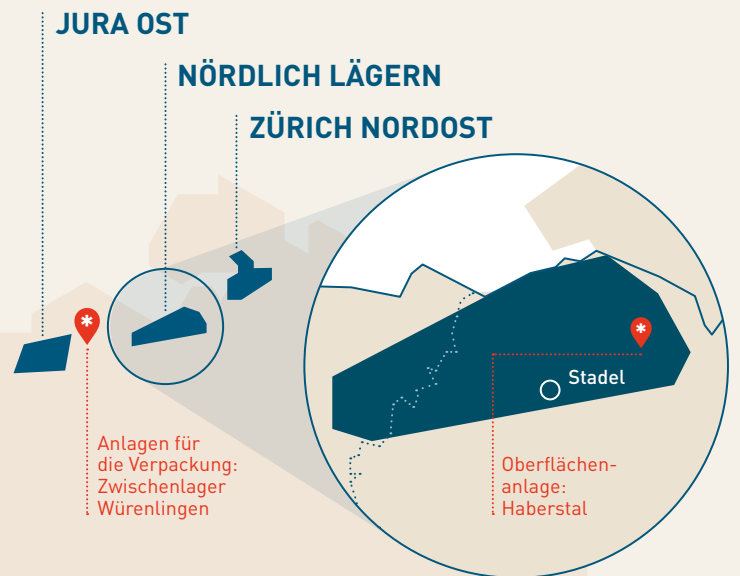 JURA OST
NÖRDLICH LÄGERN
ZÜRICH NORDOST
Stadel
Anlagen für
die Verpackung:
Zwischenlager
Würenlingen
Oberflächen-
anlage:
Haberstal